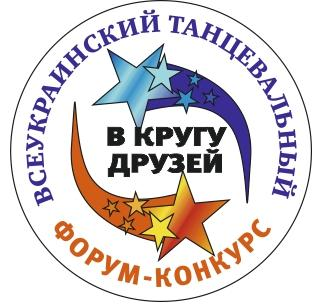 ВСЕУКРАИНСКИЙ ТАНЦЕВАЛЬНЫЙ
В КРУГУ
ДРУЗЕЙ
ФОРУМ-КОНКУРС